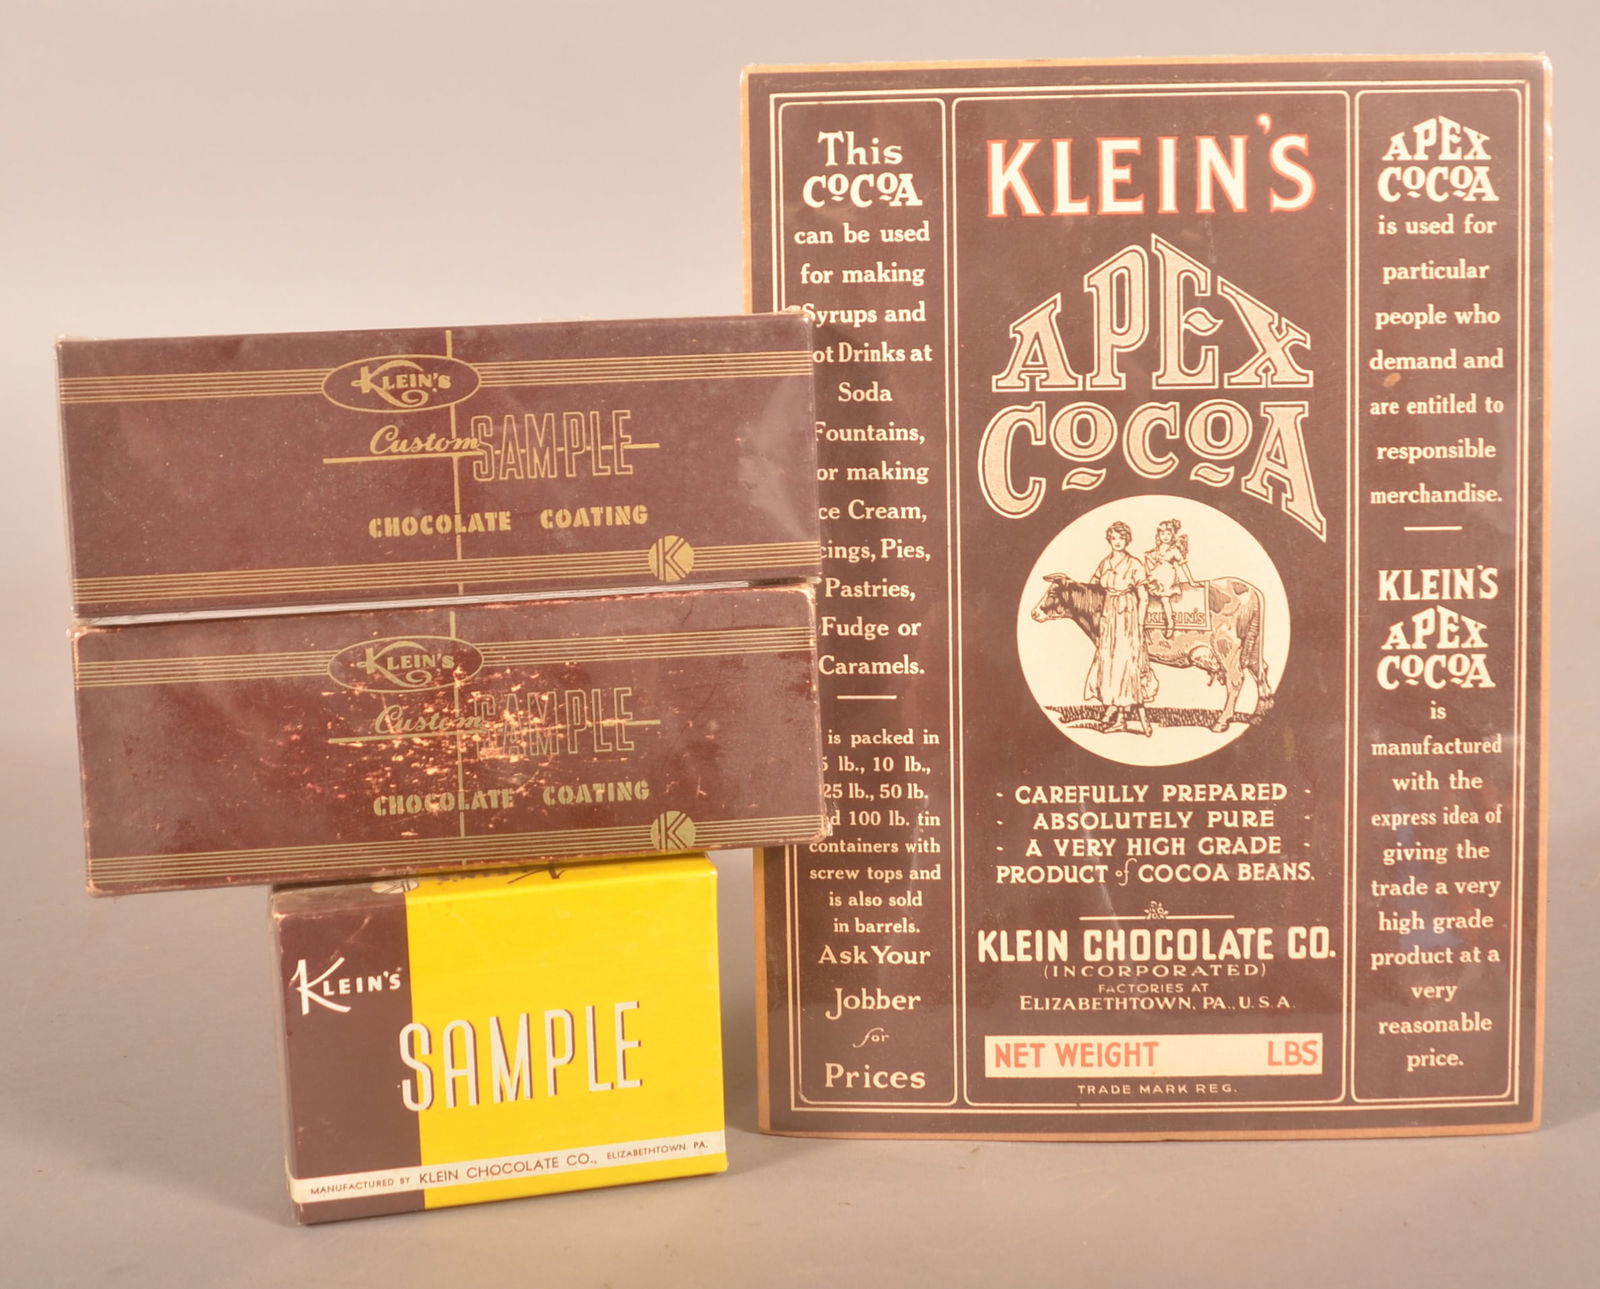 KLEIN'S
Custom SAMPLE
CHOCOLATE COATING
K
KLEIN'S
Custom SAMPLE
CHOCOLATE COATING
K
KLEIN'S
SAMPLE
MANUFACTURED BY KLEIN CHOCOLATE CO., ELIZABETHTOWN PA.
This
COCOA
can be used
for making
Syrups and
ot Drinks at
Soda
Fountains,
or making
ce Cream,
cings, Pies,
Pastries,
Fudge or
Caramels.
is packed in
5 lb., 10 lb.,
25 lb., 50 lb.
d 100 lb. tin
containers with
screw tops and
is also sold
in barrels.
Ask Your
Jobber
for
Prices
KLEIN'S
APEX
COCOA
KLEIN'S
- CAREFULLY PREPARED -
- ABSOLUTELY PURE -
- A VERY HIGH GRADE -
PRODUCT of COCOA BEANS.
KLEIN CHOCOLATE CO.
(INCORPORATED)
FACTORIES AT
ELIZABETHTOWN, PA., U.S.A.
NET WEIGHT LBS
TRADE MARK REG.
APEX
COCOA
is used for
particular
people who
demand and
are entitled to
responsible
merchandise.
KLEIN'S
APEX
COCOA
is
manufactured
with the
express idea of
giving the
trade a very
high grade
product at a
very
reasonable
price.